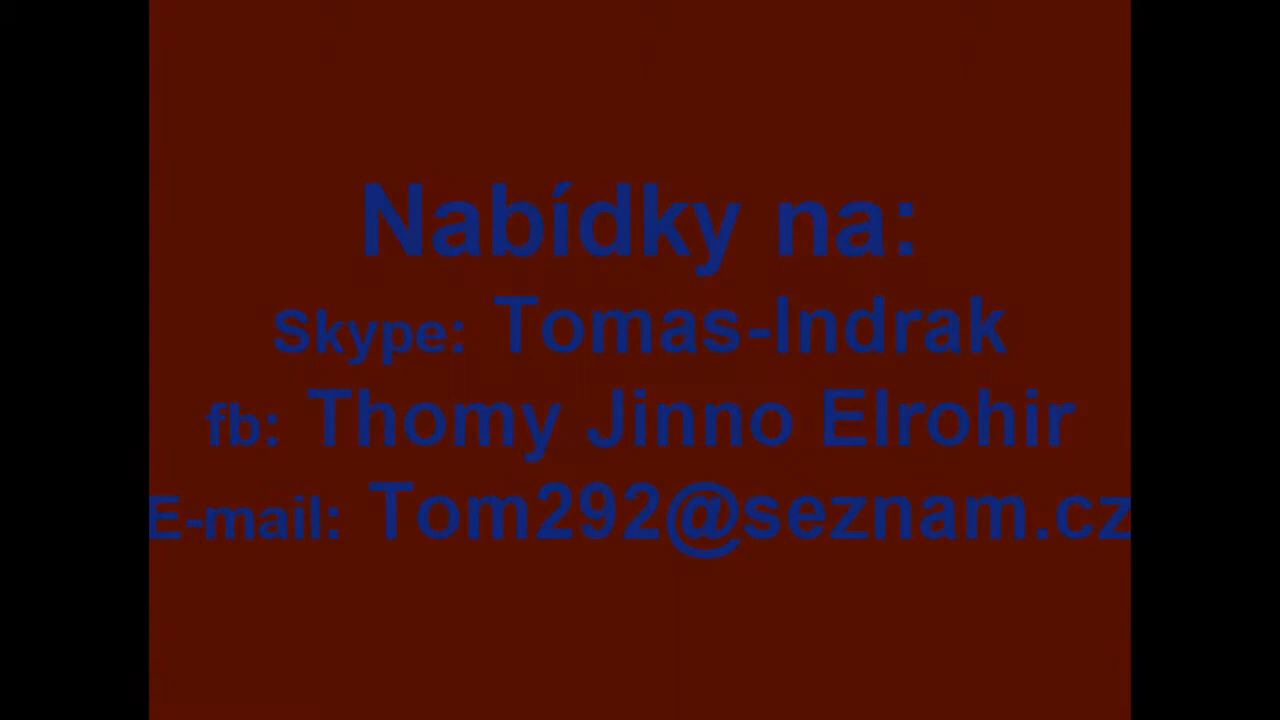 Nabídky na:
Skype: Tomas-Indrak
fb: Thomy Jinno Elrohir
E-mail: Tom292@seznam.cz